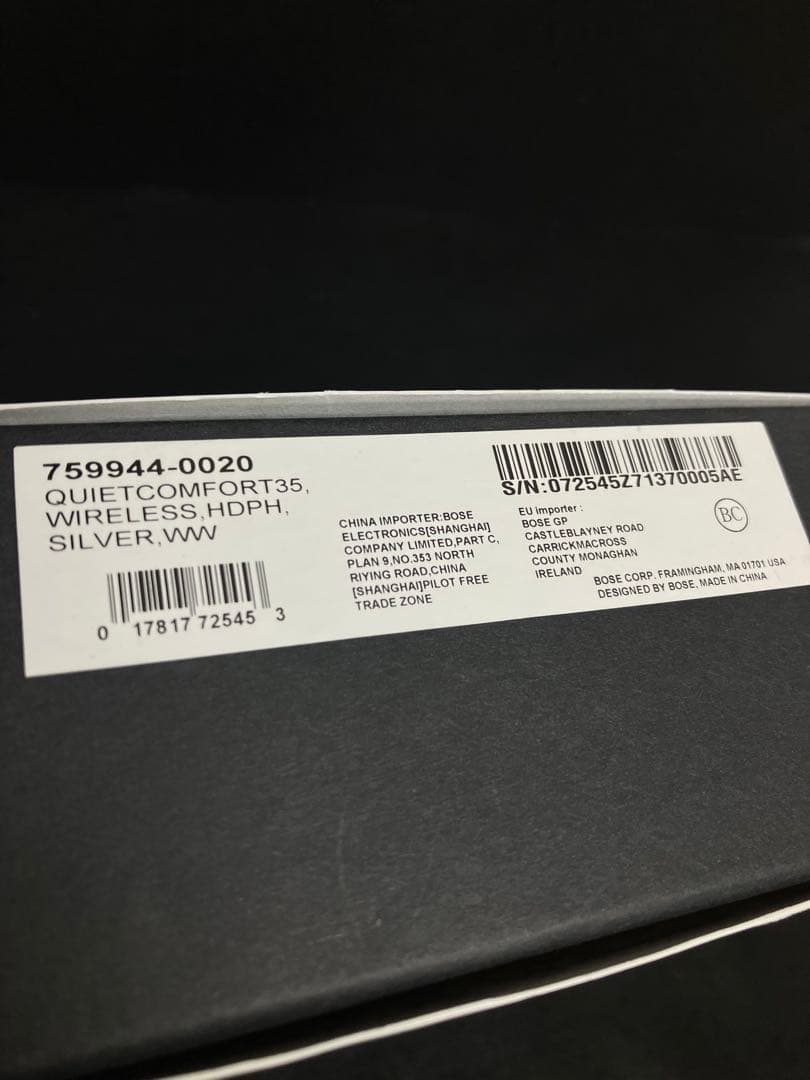 759944-0020
QUIETCOMFORT35,
WIRELESS,HDPH,
SILVER,WW
0 17817 72545 3
CHINA IMPORTER:BOSE
ELECTRONICS[SHANGHAI]
COMPANY LIMITED,PART C,
PLAN 9,NO.353 NORTH
RIYING ROAD,CHINA
[SHANGHAI]PILOT FREE
TRADE ZONE
S/N:072545Z71370005AE
EU importer :
BOSE GP
CASTLEBLAYNEY ROAD
CARRICKMACROSS
COUNTY MONAGHAN
IRELAND
BC
BOSE CORP. FRAMINGHAM, MA 01701 USA
DESIGNED BY BOSE, MADE IN CHINA